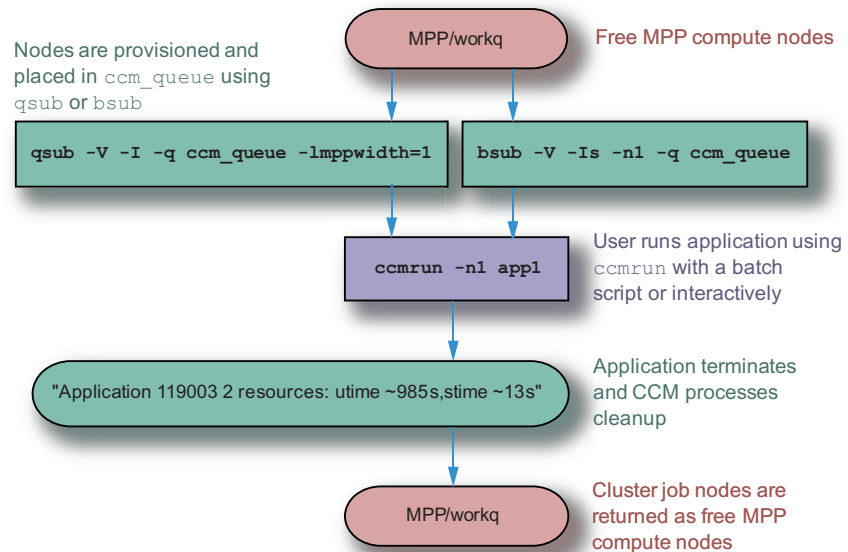 MPP/workq
Free MPP compute nodes
Nodes are provisioned and
placed in ccm_queue using
qsub or bsub
qsub -V -I -q ccm_queue -lmppwidth=1
bsub -V -Is -n1 -q ccm_queue
ccmrun -n1 app1
User runs application using
ccmrun with a batch
script or interactively
"Application 119003 2 resources: utime ~985s,stime ~13s"
Application terminates
and CCM processes
cleanup
MPP/workq
Cluster job nodes are
returned as free MPP
compute nodes